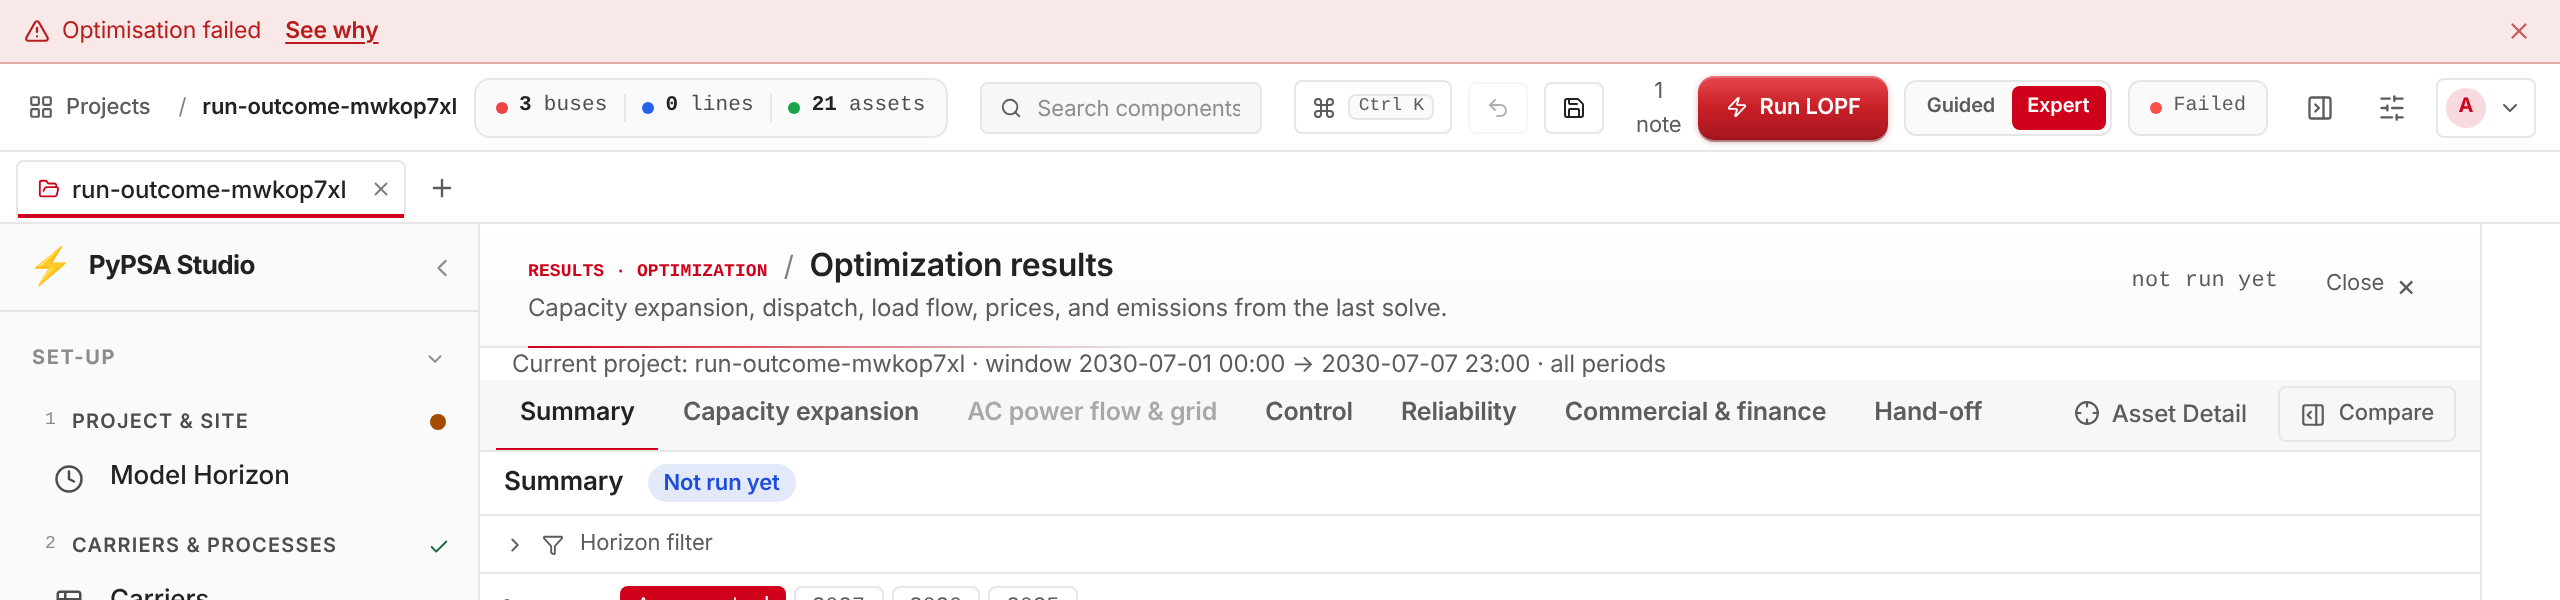 Optimisation failed See why
Projects / run-outcome-mwkop7xl 3 buses 0 lines 21 assets Search components Ctrl K 1 note Run LOPF Guided Expert Failed A
run-outcome-mwkop7xl
PyPSA Studio
RESULTS · OPTIMIZATION / Optimization results
Capacity expansion, dispatch, load flow, prices, and emissions from the last solve.
not run yet Close
SET-UP
Current project: run-outcome-mwkop7xl · window 2030-07-01 00:00 → 2030-07-07 23:00 · all periods
1 PROJECT & SITE
Summary Capacity expansion AC power flow & grid Control Reliability Commercial & finance Hand-off Asset Detail Compare
Model Horizon
Summary Not run yet
2 CARRIERS & PROCESSES
Horizon filter
Carriers